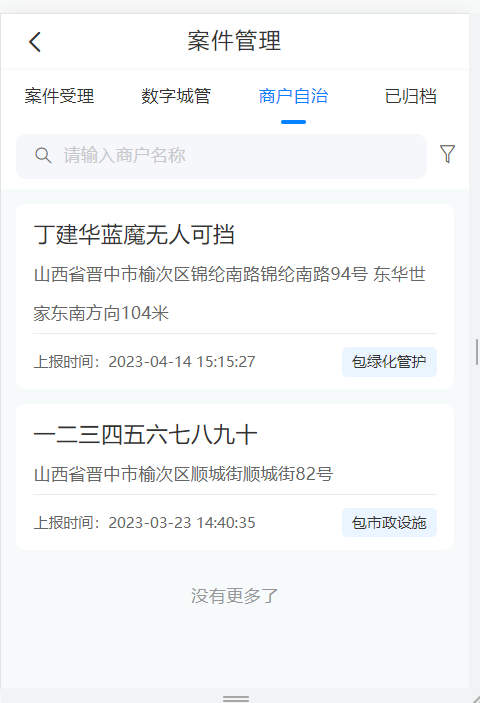 案件管理
案件受理 数字城管 商户自治 已归档
请输入商户名称
丁建华蓝魔无人可挡
山西省晋中市榆次区锦纶南路锦纶南路94号 东华世
家东南方向104米
上报时间：2023-04-14 15:15:27 包绿化管护
一二三四五六七八九十
山西省晋中市榆次区顺城街顺城街82号
上报时间：2023-03-23 14:40:35 包市政设施
没有更多了